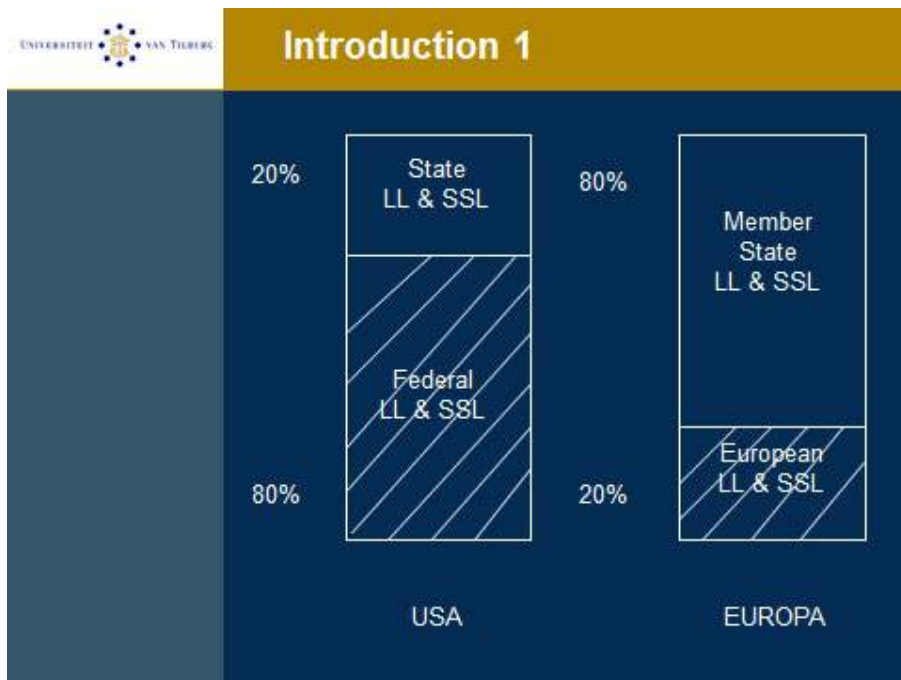 UNIVERSITEIT VAN TILBURG
Introduction 1
20%
State
LL & SSL
Federal
LL & SSL
80%
USA
80%
Member
State
LL & SSL
European
LL & SSL
20%
EUROPA